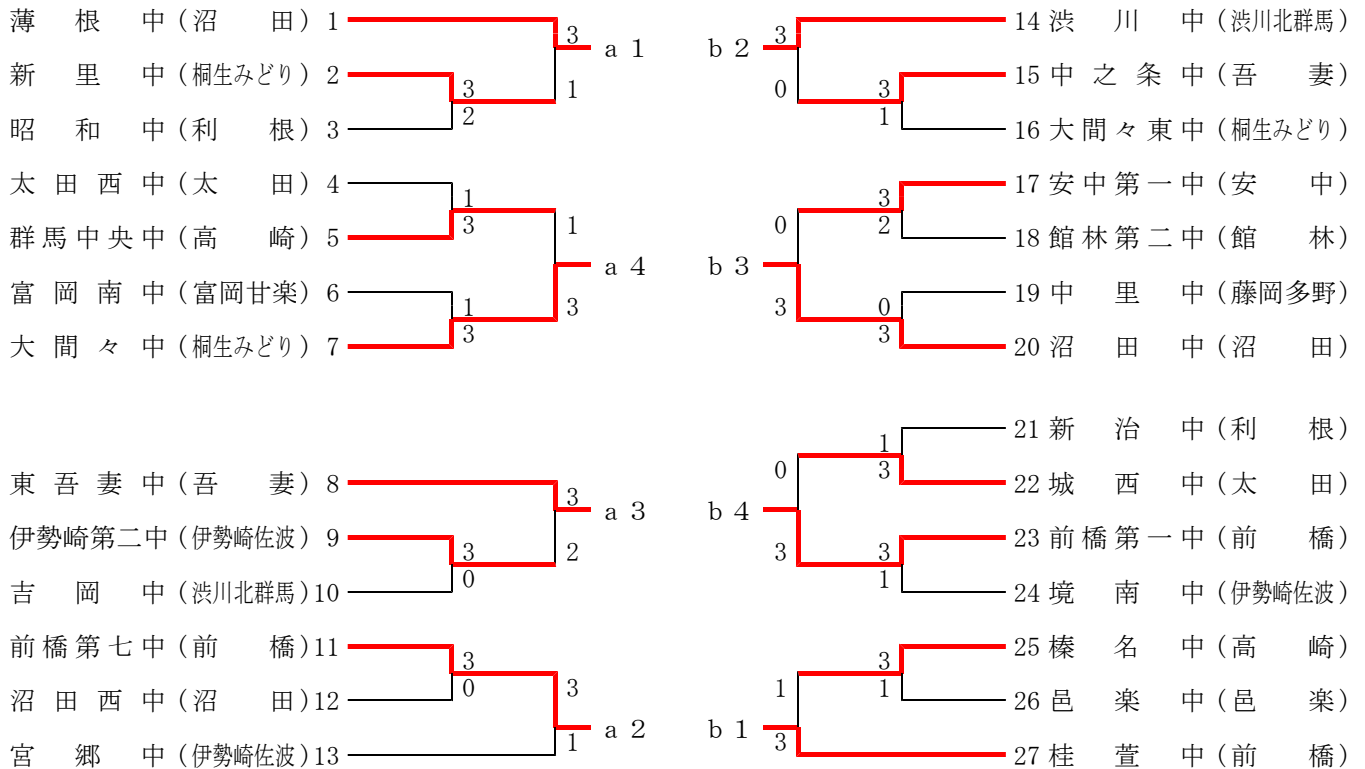 薄根中(沼田) 1
新里中(桐生みどり) 2
昭和中(利根) 3
太田西中(太田) 4
群馬中央中(高崎) 5
富岡南中(富岡甘楽) 6
大間々中(桐生みどり) 7
東吾妻中(吾妻) 8
伊勢崎第二中(伊勢崎佐波) 9
吉岡中(渋川北群馬)10
前橋第七中(前橋)11
沼田西中(沼田)12
宮郷中(伊勢崎佐波)13
3
1
a 1
3
2
1
3
1
3
a 4
1
3
3
2
a 3
3
0
3
0
3
1
a 2
b 2
3
0
3
1
b 3
0
3
3
2
0
3
b 4
0
3
1
3
3
1
b 1
1
3
3
1
14 渋川中(渋川北群馬)
15 中之条中(吾妻)
16 大間々東中(桐生みどり)
17 安中第一中(安中)
18 館林第二中(館林)
19 中里中(藤岡多野)
20 沼田中(沼田)
21 新治中(利根)
22 城西中(太田)
23 前橋第一中(前橋)
24 境南中(伊勢崎佐波)
25 榛名中(高崎)
26 邑楽中(邑楽)
27 桂萱中(前橋)